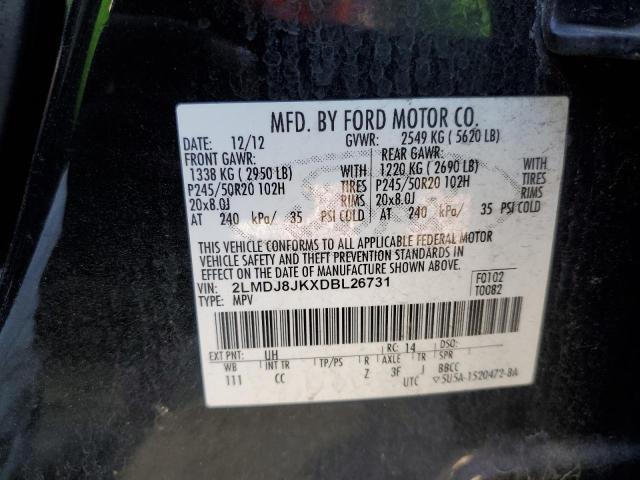 MFD. BY FORD MOTOR CO.
DATE: 12/12 GVWR: 2549 KG ( 5620 LB)
FRONT GAWR: REAR GAWR:
1338 KG ( 2950 LB) WITH 1220 KG ( 2690 LB) WITH
P245/50R20 102H TIRES P245/50R20 102H TIRES
20x8.0J RIMS 20x8.0J RIMS
AT 240 kPa/ 35 PSI COLD AT 240 kPa/ 35 PSI COLD
THIS VEHICLE CONFORMS TO ALL APPLICABLE FEDERAL MOTOR
VEHICLE SAFETY AND THEFT PREVENTION STANDARDS IN
EFFECT ON THE DATE OF MANUFACTURE SHOWN ABOVE.
VIN: 2LMDJ8JKXDBL26731 F0102
TYPE: MPV T0082
EXT PNT: UH RC: 14 DSO:
WB INT TR TP/PS R AXLE TR SPR
111 CC Z 3F J BBCC
UTC ▽5U5A-1520472-BA